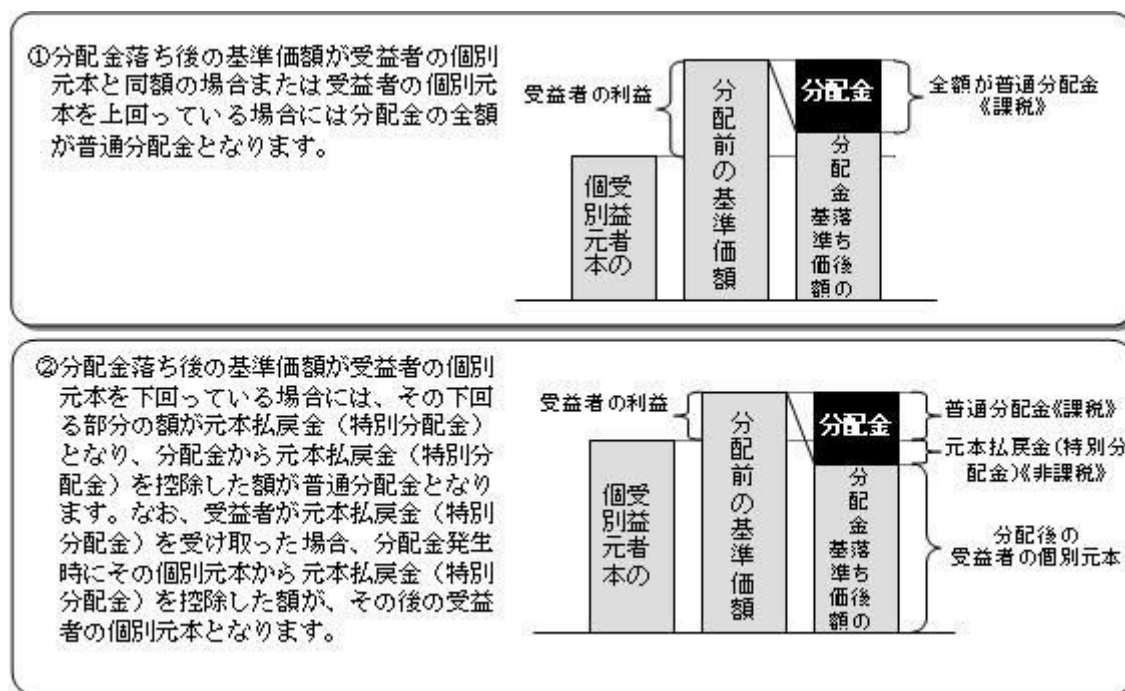 ①分配金落ち後の基準価額が受益者の個別
元本と同額の場合または受益者の個別元
本を上回っている場合には分配金の全額
が普通分配金となります。
受益者の利益
受益者の
個別元本
分配前の基準価額
分配金
分配金落ち後の
基準価額
全額が普通分配金
《課税》
②分配金落ち後の基準価額が受益者の個別
元本を下回っている場合には、その下回
る部分の額が元本払戻金（特別分配金）
となり、分配金から元本払戻金（特別分
配金）を控除した額が普通分配金となり
ます。なお、受益者が元本払戻金（特別
分配金）を受け取った場合、分配金発生
時にその個別元本から元本払戻金（特別
分配金）を控除した額が、その後の受益
者の個別元本となります。
受益者の利益
受益者の
個別元本
分配前の基準価額
分配金
分配金落ち後の
基準価額
普通分配金《課税》
元本払戻金(特別分
配金)《非課税》
分配後の
受益者の個別元本